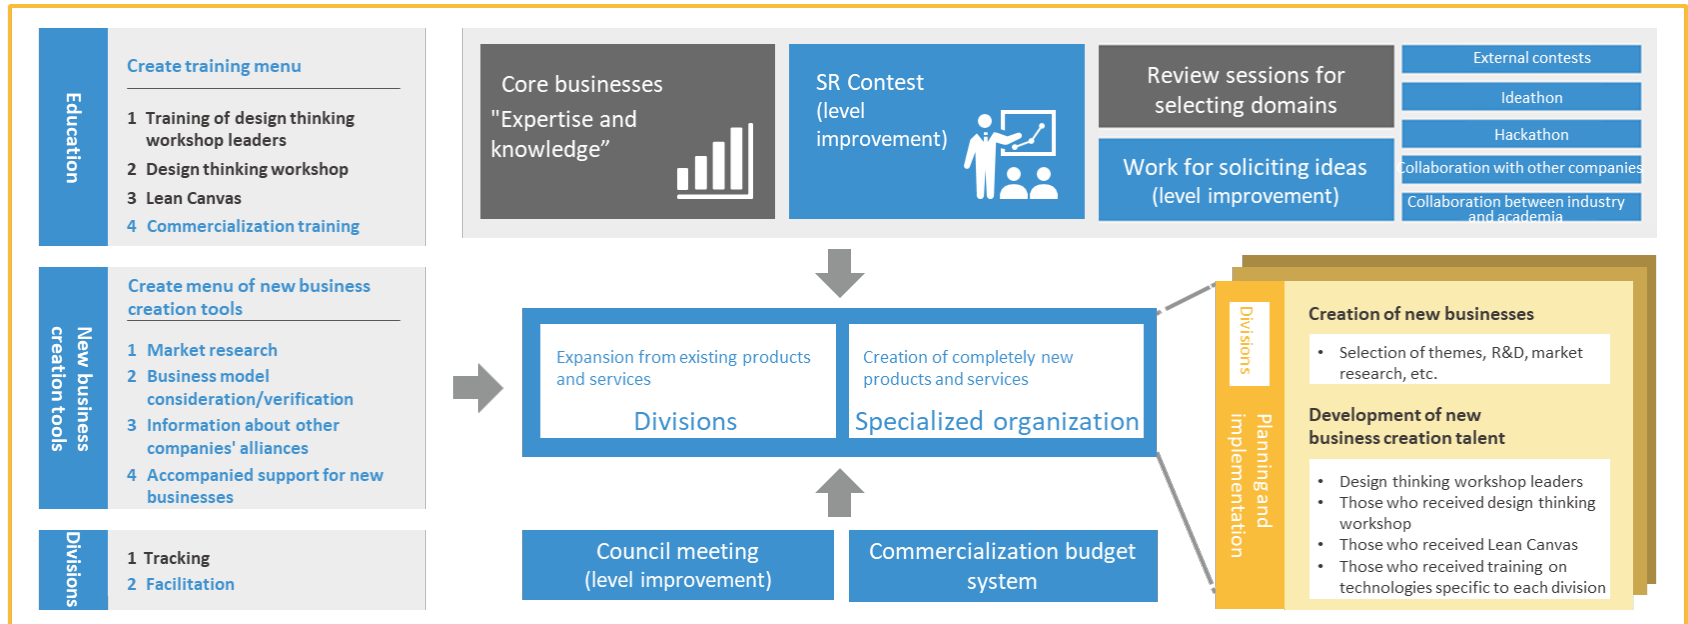 Education
Create training menu
1 Training of design thinking
workshop leaders
2 Design thinking workshop
3 Lean Canvas
4 Commercialization training
New business
creation tools
Create menu of new business
creation tools
1 Market research
2 Business model
consideration/verification
3 Information about other
companies' alliances
4 Accompanied support for new
businesses
Divisions
1 Tracking
2 Facilitation
Core businesses
"Expertise and
knowledge”
SR Contest
(level
improvement)
Review sessions for
selecting domains
Work for soliciting ideas
(level improvement)
External contests
Ideathon
Hackathon
Collaboration with other companies
Collaboration between industry
and academia
Expansion from existing products
and services
Divisions
Creation of completely new
products and services
Specialized organization
Council meeting
(level improvement)
Commercialization budget
system
Divisions
Planning and
implementation
Creation of new businesses
• Selection of themes, R&D, market
research, etc.
Development of new
business creation talent
• Design thinking workshop leaders
• Those who received design thinking
workshop
• Those who received Lean Canvas
• Those who received training on
technologies specific to each division